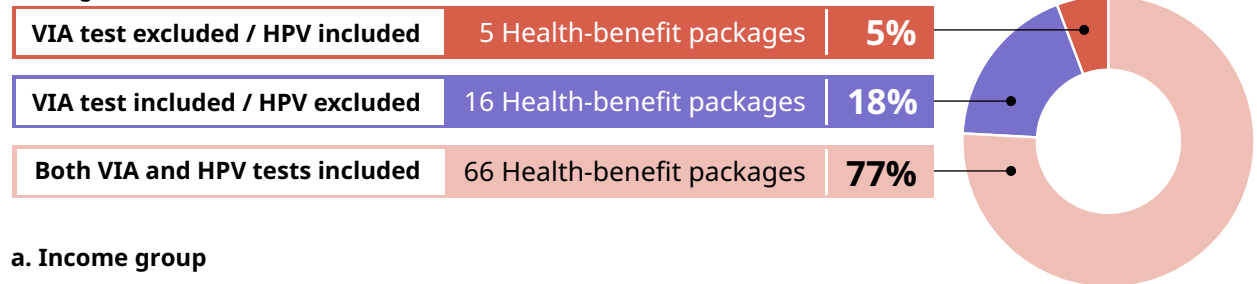 VIA test excluded / HPV included 5 Health-benefit packages 5%
VIA test included / HPV excluded 16 Health-benefit packages 18%
Both VIA and HPV tests included 66 Health-benefit packages 77%
a. Income group